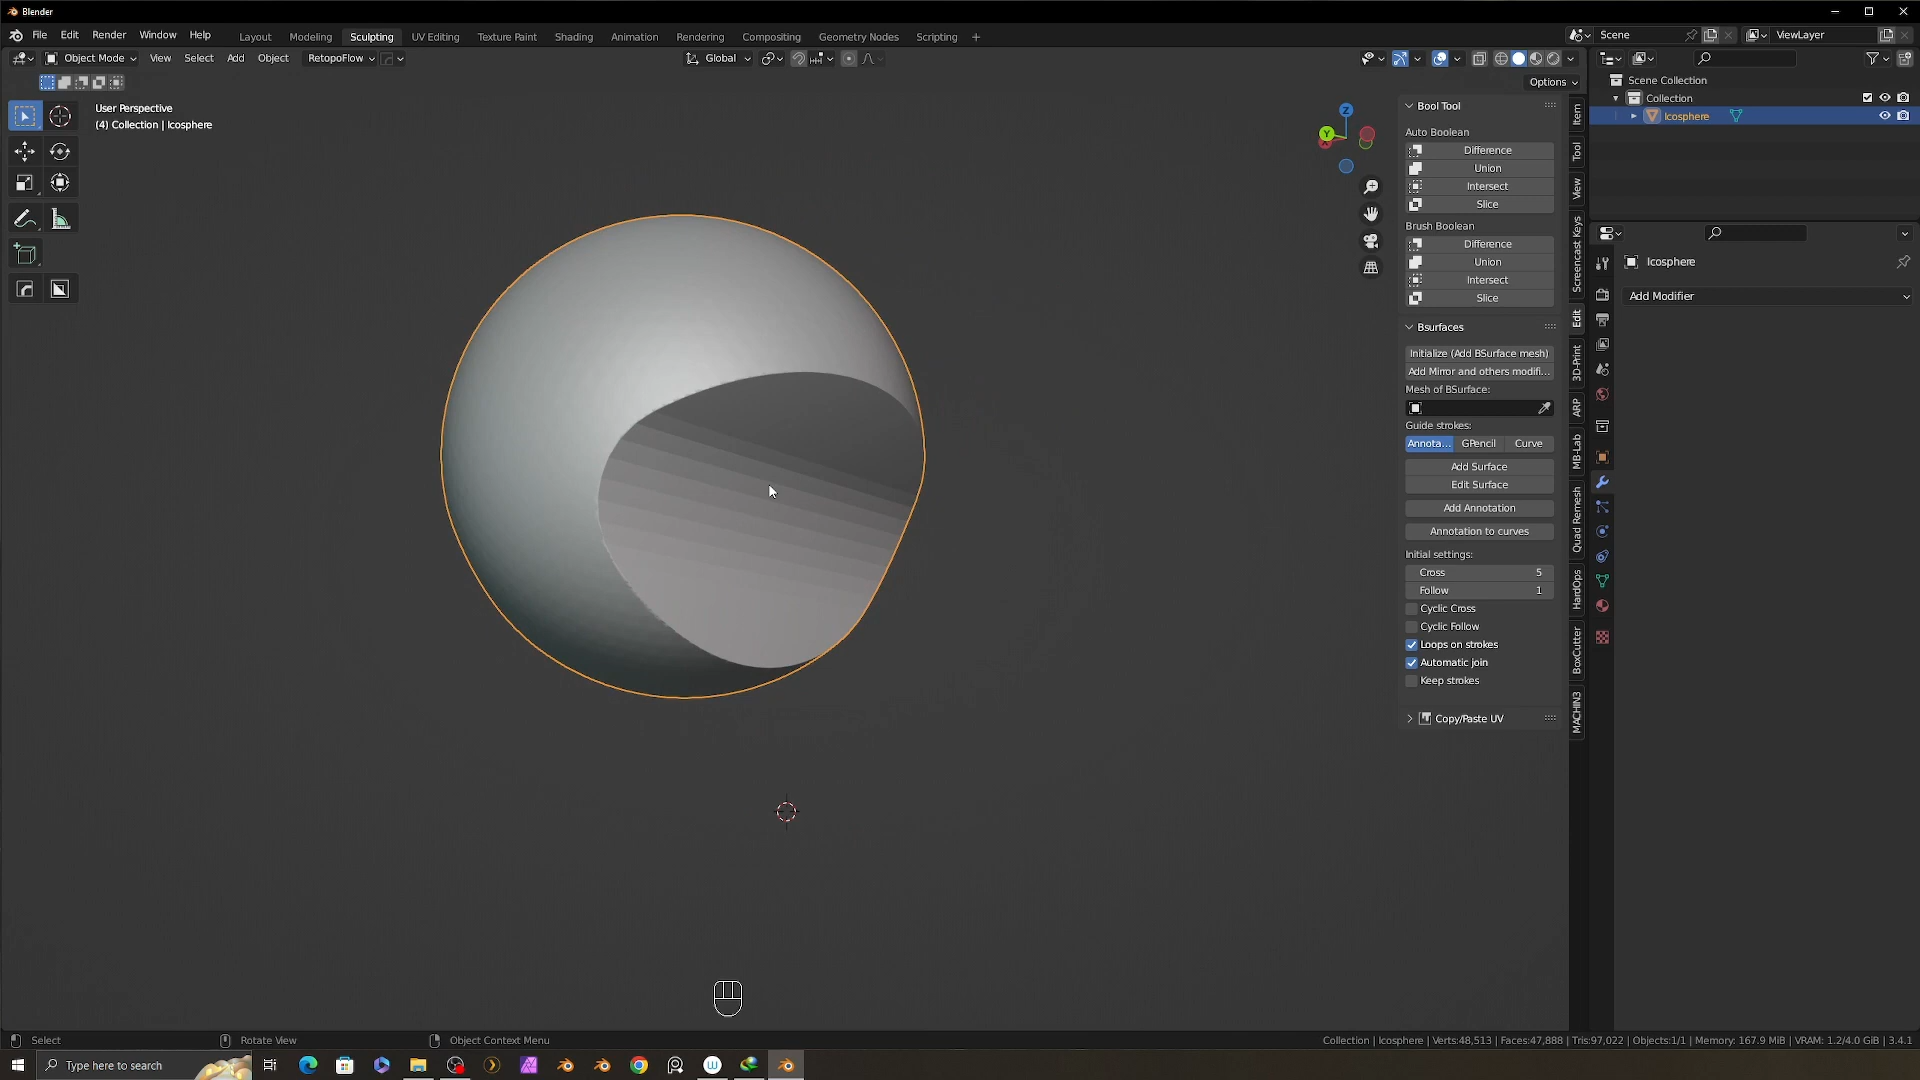 Blender
File Edit Render Window Help
Layout Modeling Sculpting UV Editing Texture Paint Shading Animation Rendering Compositing Geometry Nodes Scripting +
Scene
ViewLayer
Object Mode View Select Add Object RetopoFlow
Global
Options
User Perspective
(4) Collection | Icosphere
Z
Y
X
Bool Tool
Auto Boolean
Difference
Union
Intersect
Slice
Brush Boolean
Difference
Union
Intersect
Slice
Bsurfaces
Initialize (Add BSurface mesh)
Add Mirror and others modifi...
Mesh of BSurface:
Guide strokes:
Annota... GPencil Curve
Add Surface
Edit Surface
Add Annotation
Annotation to curves
Initial settings:
Cross 5
Follow 1
Cyclic Cross
Cyclic Follow
Loops on strokes
Automatic join
Keep strokes
Copy/Paste UV
Item
Tool
View
Screencast Keys
Edit
3D-Print
ARP
MB-Lab
Quad Remesh
HardOps
BoxCutter
MACHIN3
Scene Collection
Collection
Icosphere
Icosphere
Add Modifier
Select Rotate View Object Context Menu
Collection | Icosphere | Verts:48,513 | Faces:47,888 | Tris:97,022 | Objects:1/1 | Memory: 167.9 MiB | VRAM: 1.2/4.0 GiB | 3.4.1
Type here to search